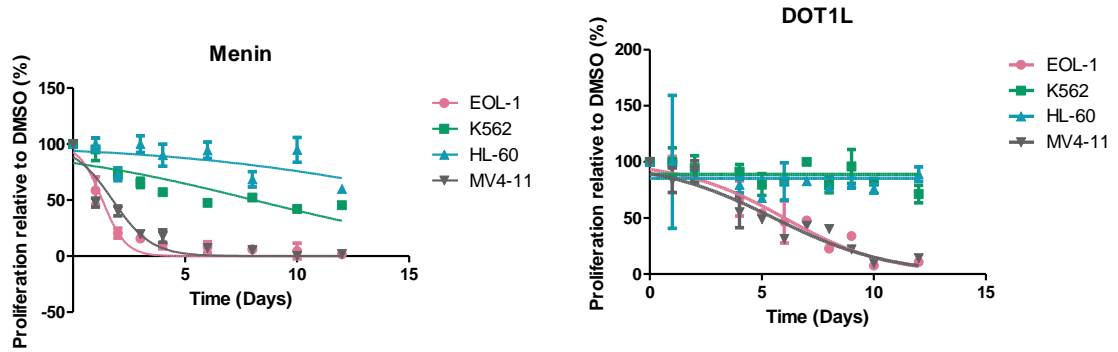 Menin
Proliferation relative to DMSO (%)
150
100
50
0
-50
5
10
15
Time (Days)
EOL-1
K562
HL-60
MV4-11
DOT1L
Proliferation relative to DMSO (%)
200
150
100
50
0
0
5
10
15
Time (Days)
EOL-1
K562
HL-60
MV4-11